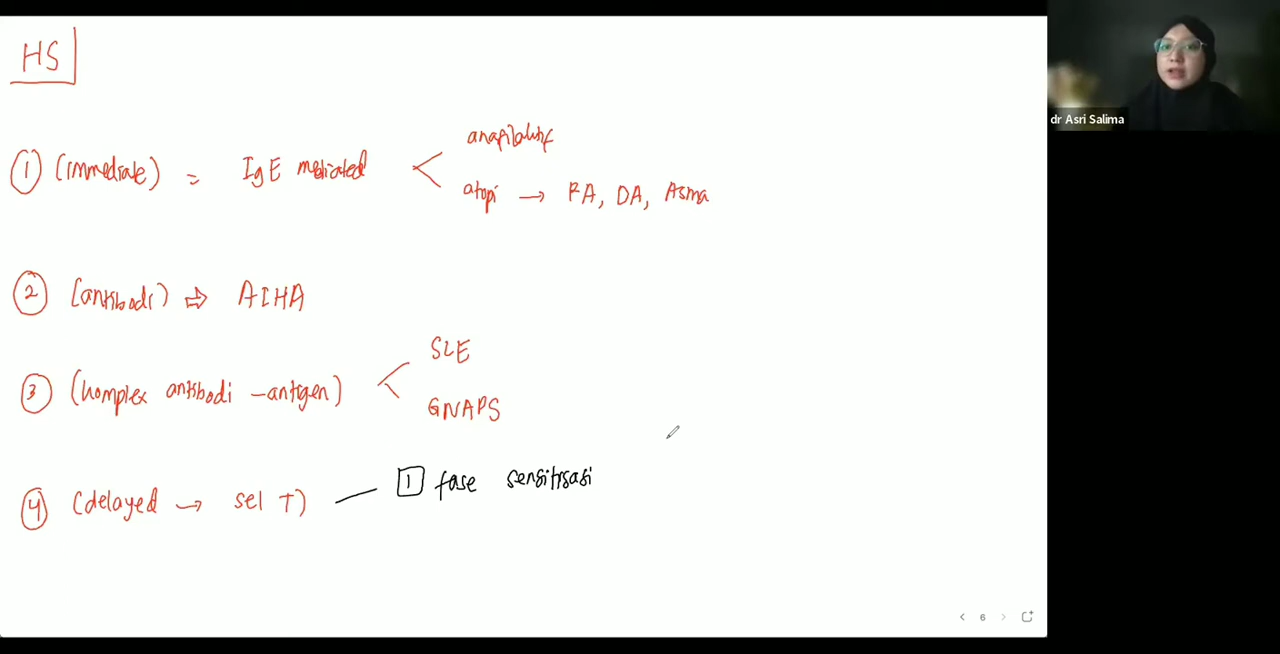 HS
dr Asri Salima
1 (immediate) = IgE mediated
anafilaktik
atopi → RA, DA, Asma
2 (antibodi) ⇒ AIHA
3 (komplex antibodi - antigen)
SLE
GNAPS
4 (delayed → sel T) — 1 fase sensitisasi
6